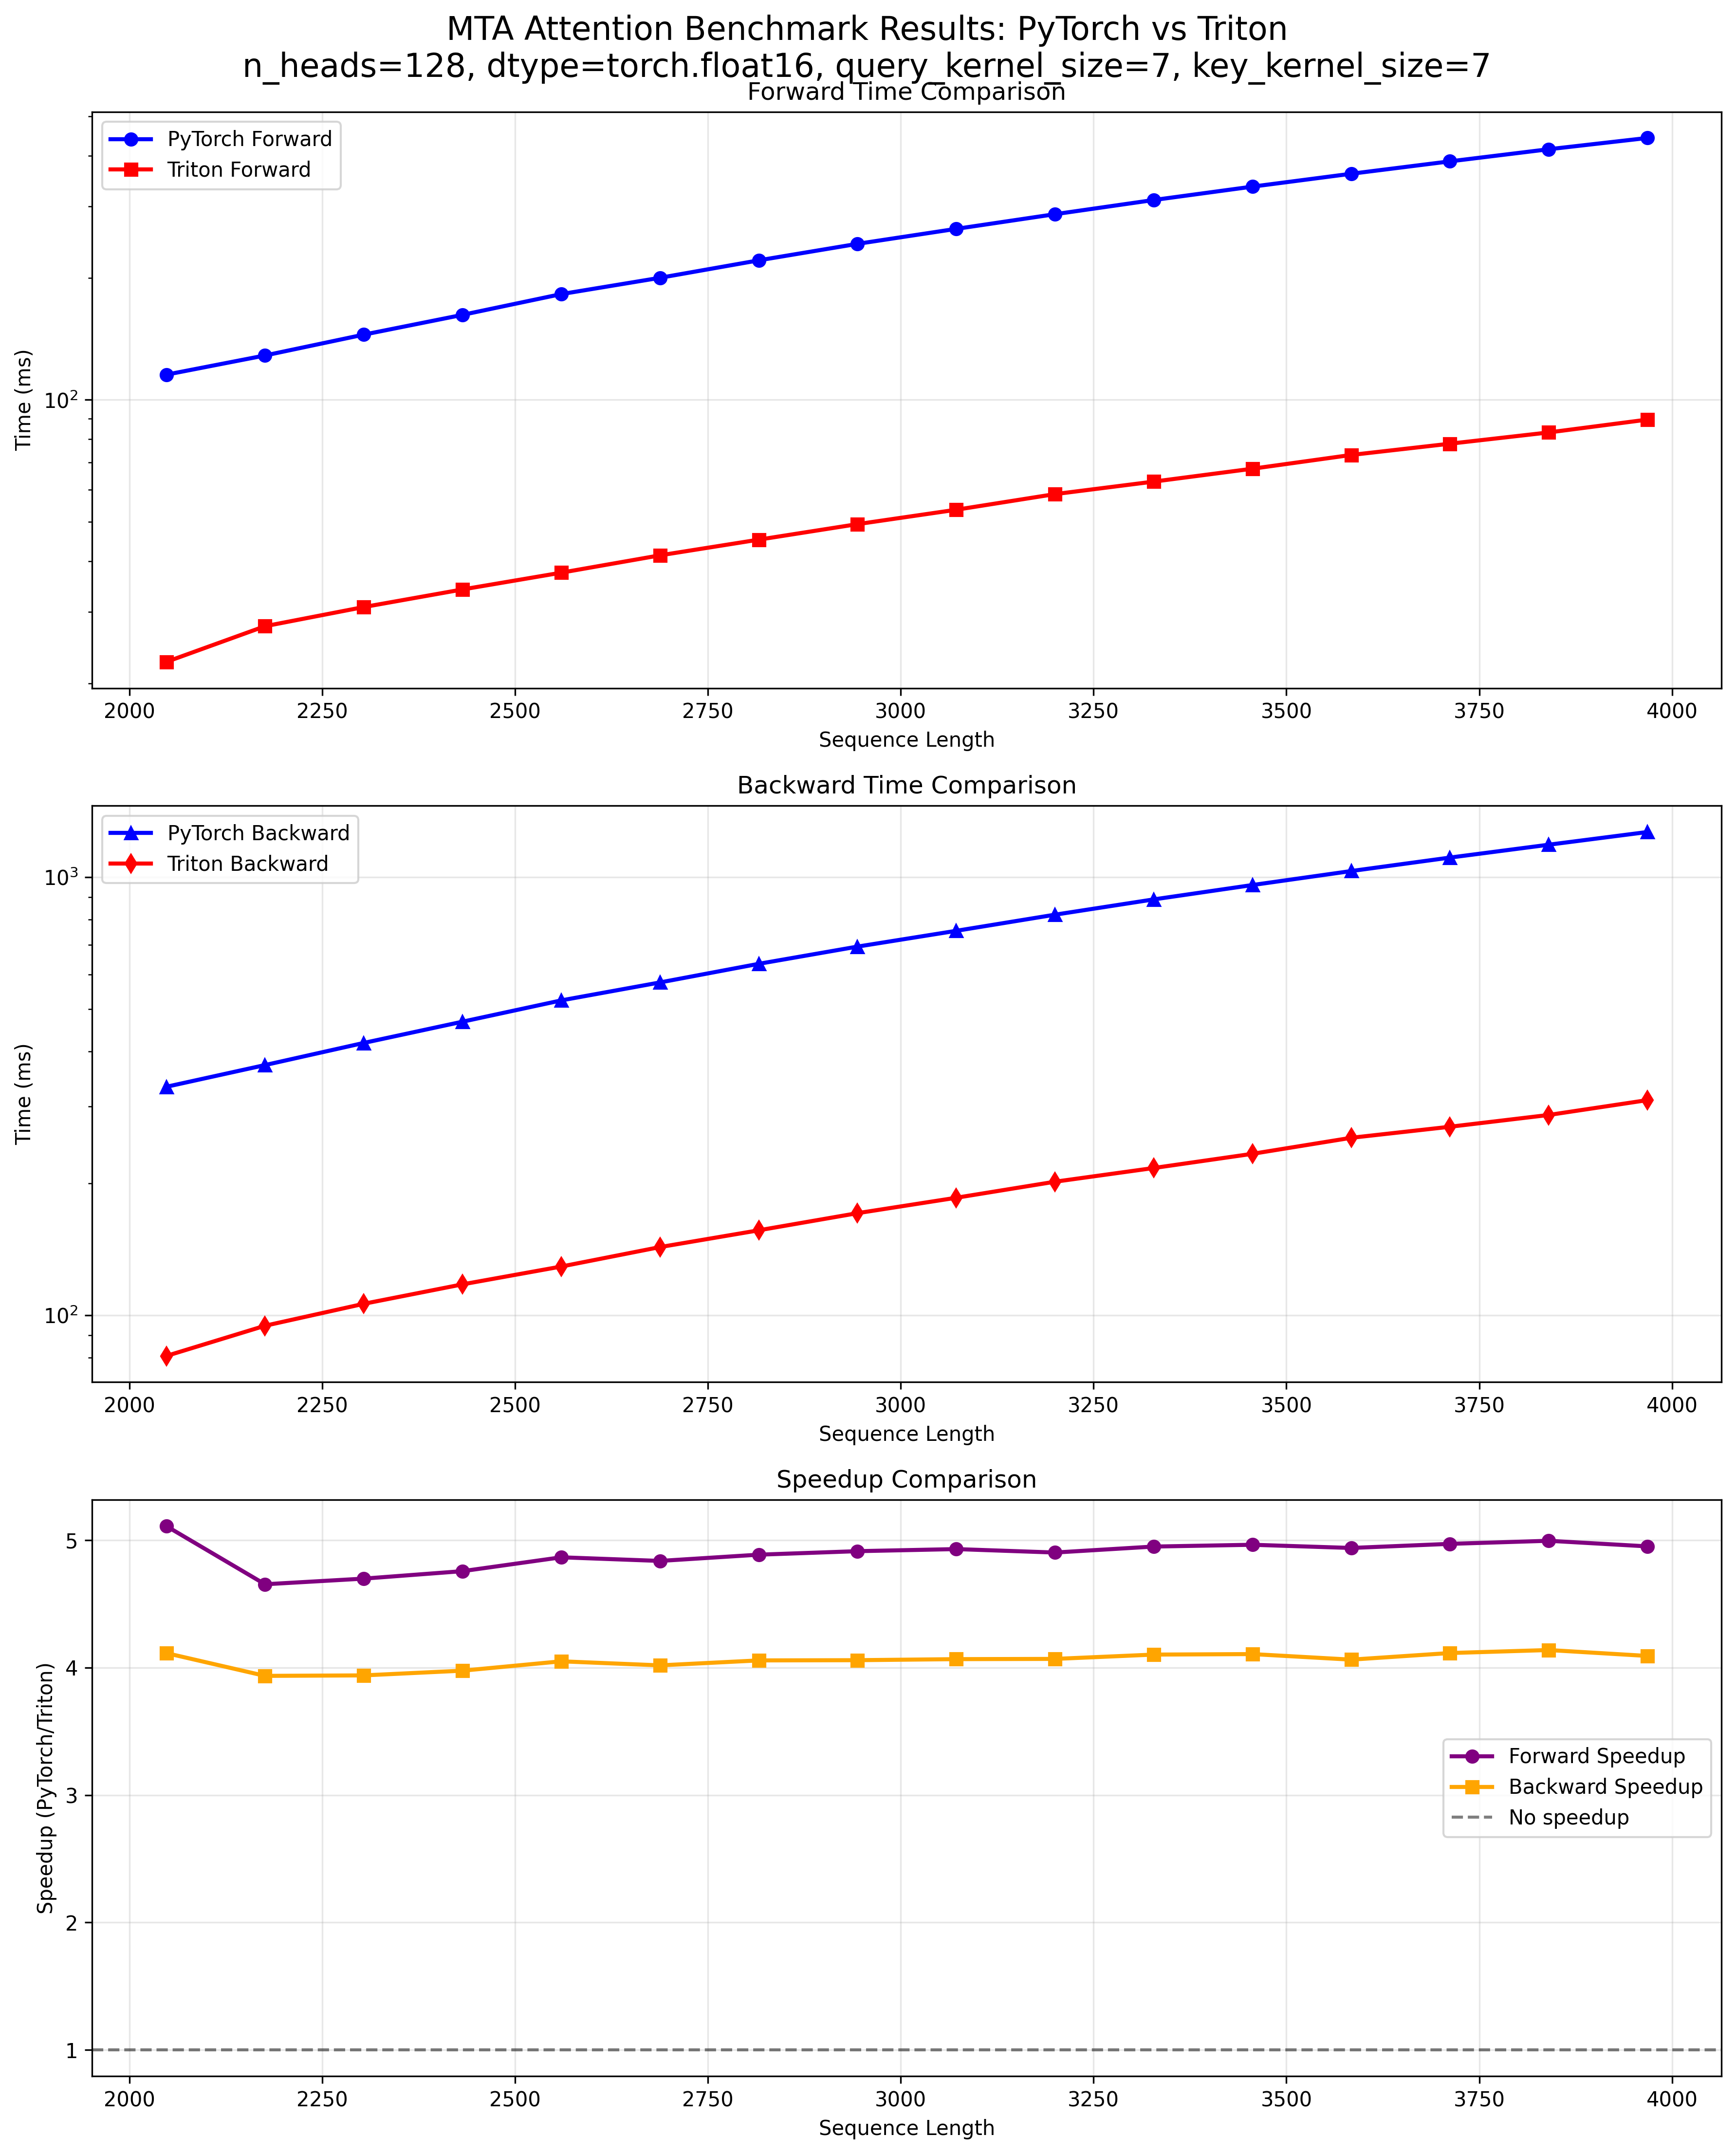 MTA Attention Benchmark Results: PyTorch vs Triton
n_heads=128, dtype=torch.float16, query_kernel_size=7, key_kernel_size=7
Forward Time Comparison
PyTorch Forward
Triton Forward
Time (ms)
10²
2000 2250 2500 2750 3000 3250 3500 3750 4000
Sequence Length
Backward Time Comparison
PyTorch Backward
Triton Backward
Time (ms)
10³
10²
2000 2250 2500 2750 3000 3250 3500 3750 4000
Sequence Length
Speedup Comparison
Speedup (PyTorch/Triton)
5
4
3
2
1
Forward Speedup
Backward Speedup
No speedup
2000 2250 2500 2750 3000 3250 3500 3750 4000
Sequence Length